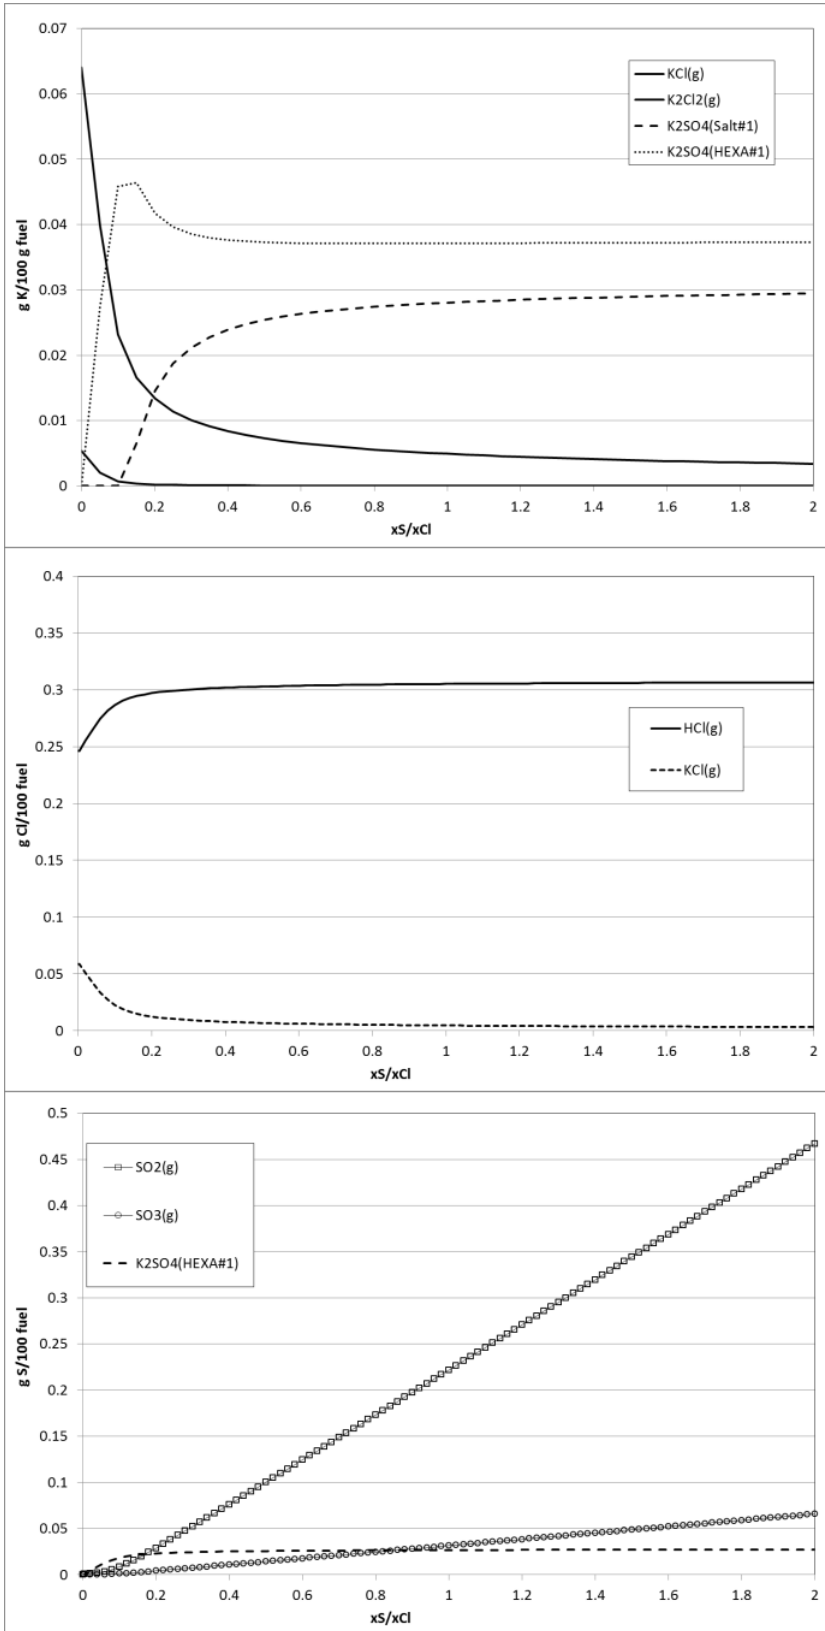 0.07
0.06
0.05
0.04
0.03
0.02
0.01
0
g K/100 g fuel
KCl(g)
K2Cl2(g)
K2SO4(Salt#1)
K2SO4(HEXA#1)
0 0.2 0.4 0.6 0.8 1 1.2 1.4 1.6 1.8 2
xS/xCl
0.4
0.35
0.3
0.25
0.2
0.15
0.1
0.05
0
g Cl/100 fuel
HCl(g)
KCl(g)
0 0.2 0.4 0.6 0.8 1 1.2 1.4 1.6 1.8 2
xS/xCl
0.5
0.45
0.4
0.35
0.3
0.25
0.2
0.15
0.1
0.05
0
g S/100 fuel
SO2(g)
SO3(g)
K2SO4(HEXA#1)
0 0.2 0.4 0.6 0.8 1 1.2 1.4 1.6 1.8 2
xS/xCl